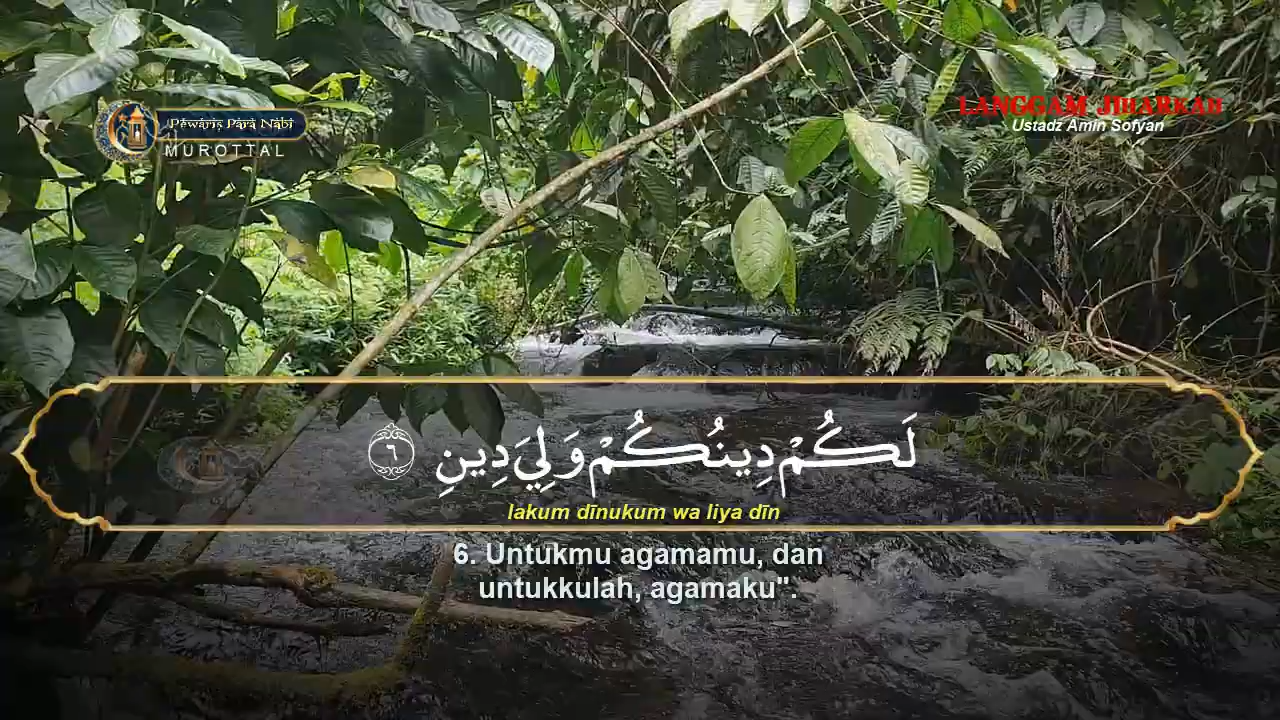 Pewaris Para Nabi
MUROTTAL
LANGGAM JIHARKAH
Ustadz Amin Sofyan
لَكُمْ دِينُكُمْ وَلِيَ دِينِ ٦
lakum dīnukum wa liya dīn
6. Untukmu agamamu, dan
untukkulah, agamaku".